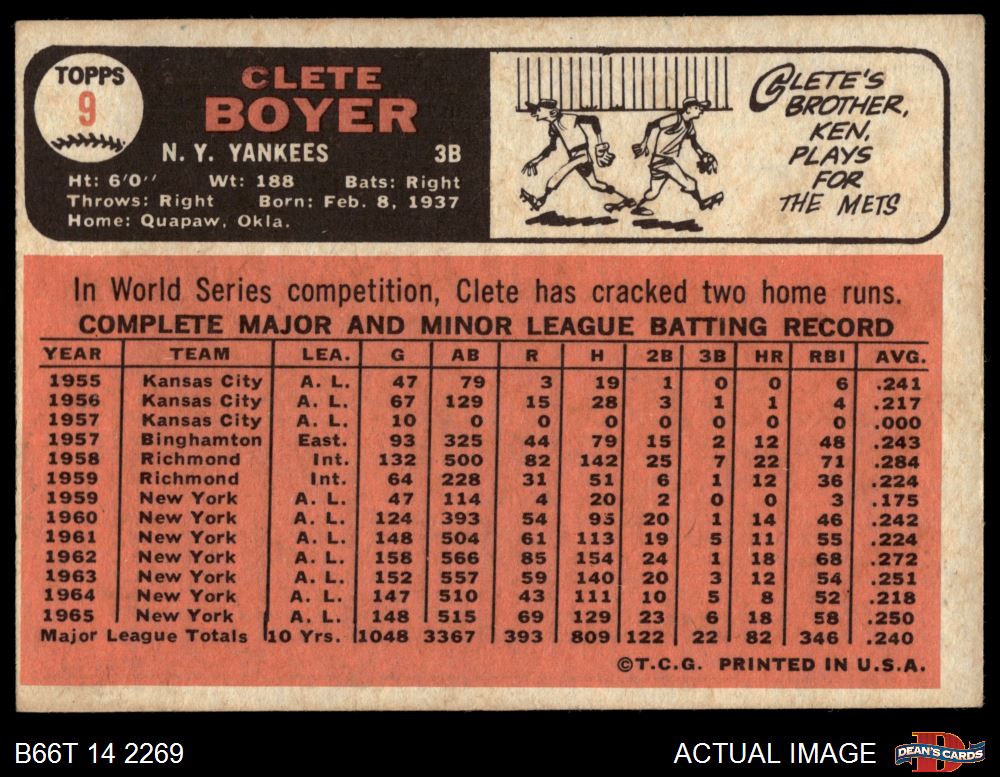 TOPPS
9
CLETE
BOYER
N. Y. YANKEES 3B
Ht: 6'0'' Wt: 188 Bats: Right
Throws: Right Born: Feb. 8, 1937
Home: Quapaw, Okla.
CLETE'S
BROTHER,
KEN,
PLAYS
FOR
THE METS
In World Series competition, Clete has cracked two home runs.
COMPLETE MAJOR AND MINOR LEAGUE BATTING RECORD
YEAR TEAM LEA. G AB R H 2B 3B HR RBI AVG.
1955 Kansas City A. L. 47 79 3 19 1 0 0 6 .241
1956 Kansas City A. L. 67 129 15 28 3 1 1 4 .217
1957 Kansas City A. L. 10 0 0 0 0 0 0 0 .000
1957 Binghamton East. 93 325 44 79 15 2 12 48 .243
1958 Richmond Int. 132 500 82 142 25 7 22 71 .284
1959 Richmond Int. 64 228 31 51 6 1 12 36 .224
1959 New York A. L. 47 114 4 20 2 0 0 3 .175
1960 New York A. L. 124 393 54 95 20 1 14 46 .242
1961 New York A. L. 148 504 61 113 19 5 11 55 .224
1962 New York A. L. 158 566 85 154 24 1 18 68 .272
1963 New York A. L. 152 557 59 140 20 3 12 54 .251
1964 New York A. L. 147 510 43 111 10 5 8 52 .218
1965 New York A. L. 148 515 69 129 23 6 18 58 .250
Major League Totals 10 Yrs. 1048 3367 393 809 122 22 82 346 .240
©T.C.G. PRINTED IN U.S.A.
B66T 14 2269 ACTUAL IMAGE
DEAN'S CARDS